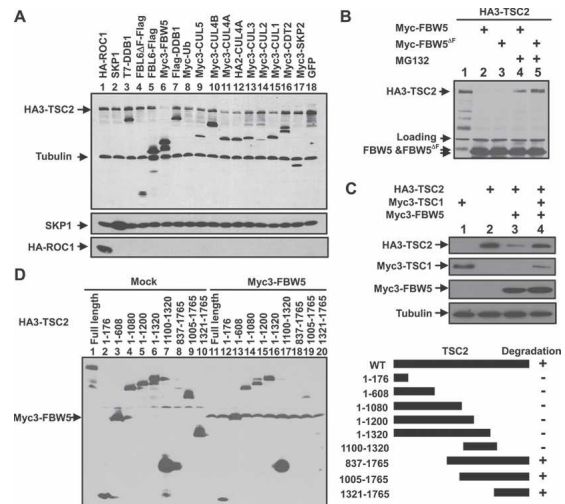 A
HA-ROC1
SKP1
T7-DDB1
FBL6ΔF-Flag
FBL6-Flag
Myc3-FBW5
Flag-DDB1
Myc-Ub
Myc3-CUL5
Myc3-CUL4B
Myc3-CUL4A
HA2-CUL4A
Myc3-CUL3
Myc3-CUL2
Myc3-CUL1
Myc3-CDT2
Myc3-SKP2
GFP
1 2 3 4 5 6 7 8 9 10 11 12 13 14 15 16 17 18
HA3-TSC2
Tubulin
SKP1
HA-ROC1
B
HA3-TSC2
Myc-FBW5 + +
Myc-FBW5ΔF + +
MG132 + +
1 2 3 4 5
HA3-TSC2
Loading
FBW5 &FBW5ΔF
C
HA3-TSC2 + + +
Myc3-TSC1 + +
Myc3-FBW5 + +
1 2 3 4
HA3-TSC2
Myc3-TSC1
Myc3-FBW5
Tubulin
D
Mock Myc3-FBW5
HA3-TSC2
Full length
1-176
1-608
1-1080
1-1200
1-1320
1100-1320
837-1765
1005-1765
1321-1765
Full length
1-176
1-608
1-1080
1-1200
1-1320
1100-1320
837-1765
1005-1765
1321-1765
1 2 3 4 5 6 7 8 9 10 11 12 13 14 15 16 17 18 19 20
Myc3-FBW5
TSC2 Degradation
WT +
1-176 -
1-608 -
1-1080 -
1-1200 -
1-1320 -
1100-1320 -
837-1765 +
1005-1765 +
1321-1765 +